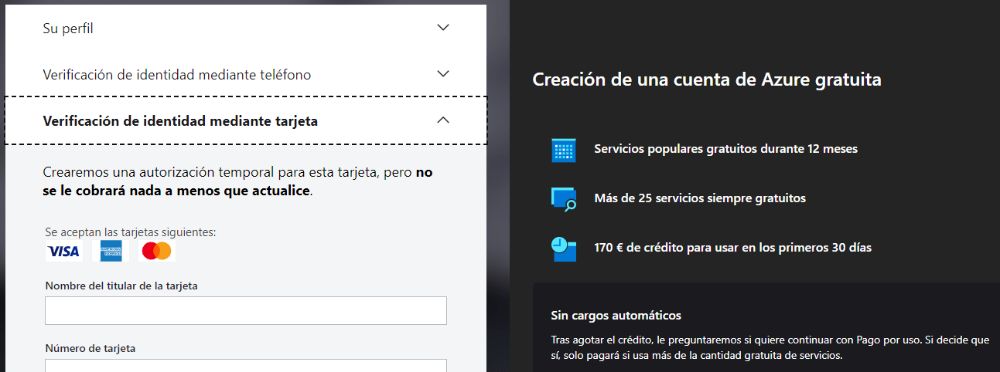 Su perfil
Verificación de identidad mediante teléfono
Verificación de identidad mediante tarjeta
Crearemos una autorización temporal para esta tarjeta, pero no
se le cobrará nada a menos que actualice.
Se aceptan las tarjetas siguientes:
VISA AMERICAN EXPRESS
Nombre del titular de la tarjeta
Número de tarjeta
Creación de una cuenta de Azure gratuita
Servicios populares gratuitos durante 12 meses
Más de 25 servicios siempre gratuitos
170 € de crédito para usar en los primeros 30 días
Sin cargos automáticos
Tras agotar el crédito, le preguntaremos si quiere continuar con Pago por uso. Si decide que
sí, solo pagará si usa más de la cantidad gratuita de servicios.